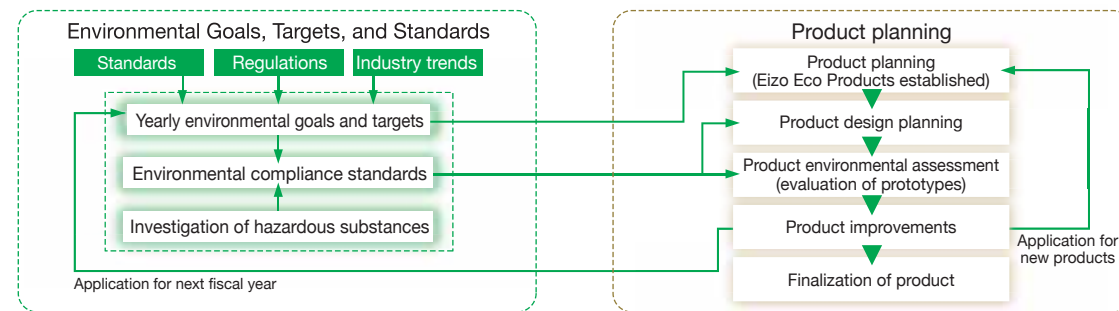 Environmental Goals, Targets, and Standards
Standards
Regulations
Industry trends
Yearly environmental goals and targets
Environmental compliance standards
Investigation of hazardous substances
Application for next fiscal year
Product planning
Product planning
(Eizo Eco Products established)
Product design planning
Product environmental assessment
(evaluation of prototypes)
Product improvements
Finalization of product
Application for
new products